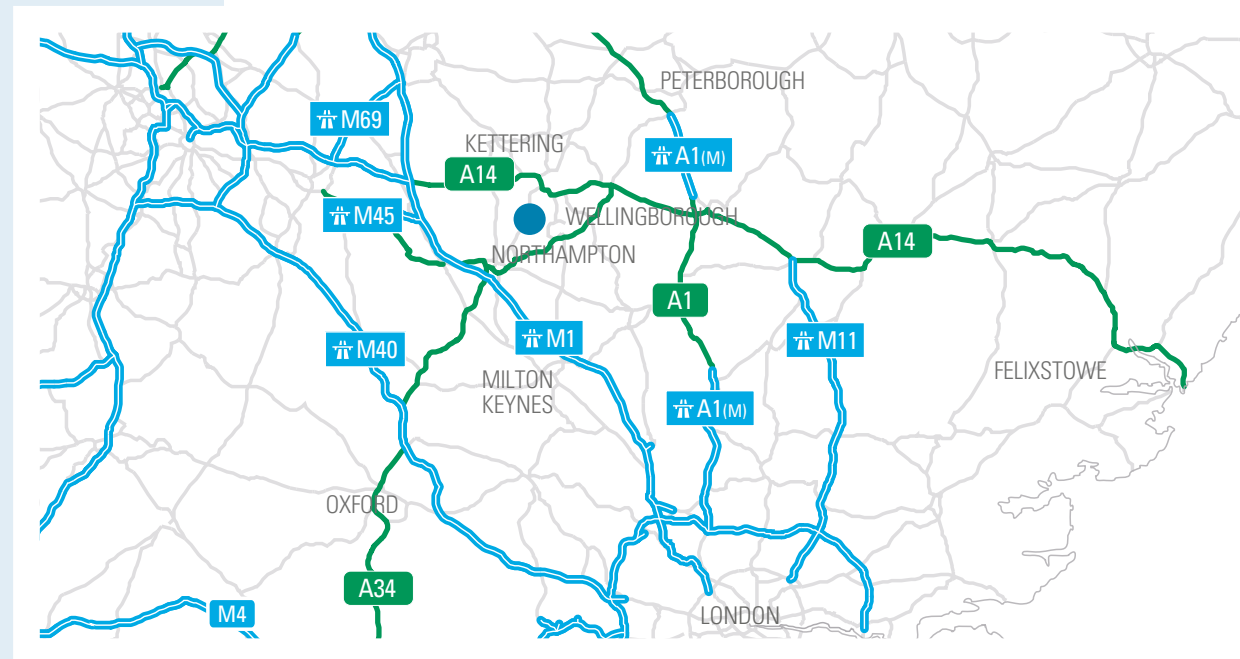 PETERBOROUGH
M69
KETTERING
A1(M)
A14
M45
WELLINGBOROUGH
A14
NORTHAMPTON
A1
M1
M11
M40
FELIXSTOWE
MILTON
KEYNES
A1(M)
OXFORD
A34
M4
LONDON